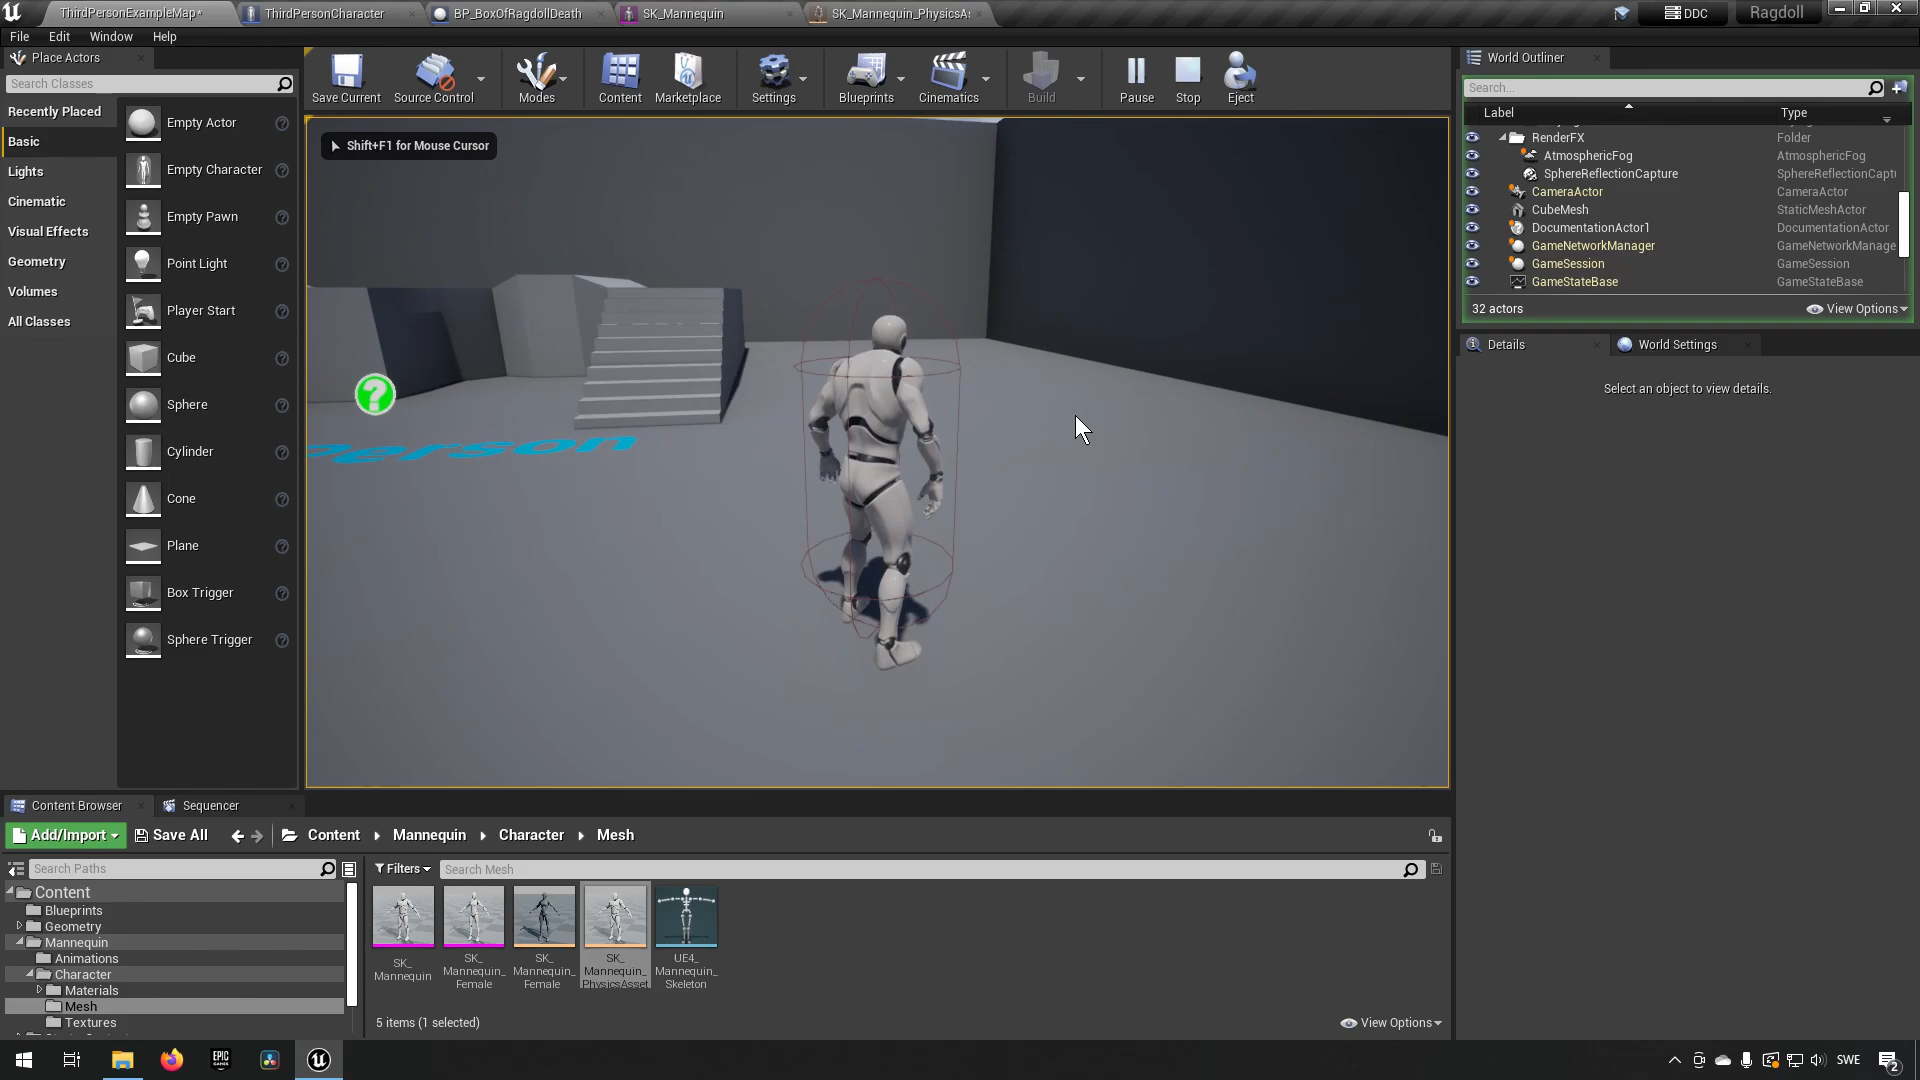 ThirdPersonExampleMap*
ThirdPersonCharacter
BP_BoxOfRagdollDeath
SK_Mannequin
SK_Mannequin_PhysicsAs
DDC
Ragdoll
File
Edit
Window
Help
Place Actors
Search Classes
Recently Placed
Basic
Lights
Cinematic
Visual Effects
Geometry
Volumes
All Classes
Empty Actor
Empty Character
Empty Pawn
Point Light
Player Start
Cube
Sphere
Cylinder
Cone
Plane
Box Trigger
Sphere Trigger
Save Current
Source Control
Modes
Content
Marketplace
Settings
Blueprints
Cinematics
Build
Pause
Stop
Eject
Shift+F1 for Mouse Cursor
?
Person
World Outliner
Search...
Label
Type
RenderFX
Folder
AtmosphericFog
AtmosphericFog
SphereReflectionCapture
SphereReflectionCaptu
CameraActor
CameraActor
CubeMesh
StaticMeshActor
DocumentationActor1
DocumentationActor
GameNetworkManager
GameNetworkManage
GameSession
GameSession
GameStateBase
GameStateBase
32 actors
View Options
Details
World Settings
Select an object to view details.
Content Browser
Sequencer
Add/Import
Save All
Content
Mannequin
Character
Mesh
Search Paths
Filters
Search Mesh
Content
Blueprints
Geometry
Mannequin
Animations
Character
Materials
Mesh
Textures
SK_
Mannequin
SK_
Mannequin_
Female
SK_
Mannequin_
Female
SK_
Mannequin_
PhysicsAsset
UE4_
Mannequin_
Skeleton
5 items (1 selected)
View Options
EPIC
GAMES
SWE
2